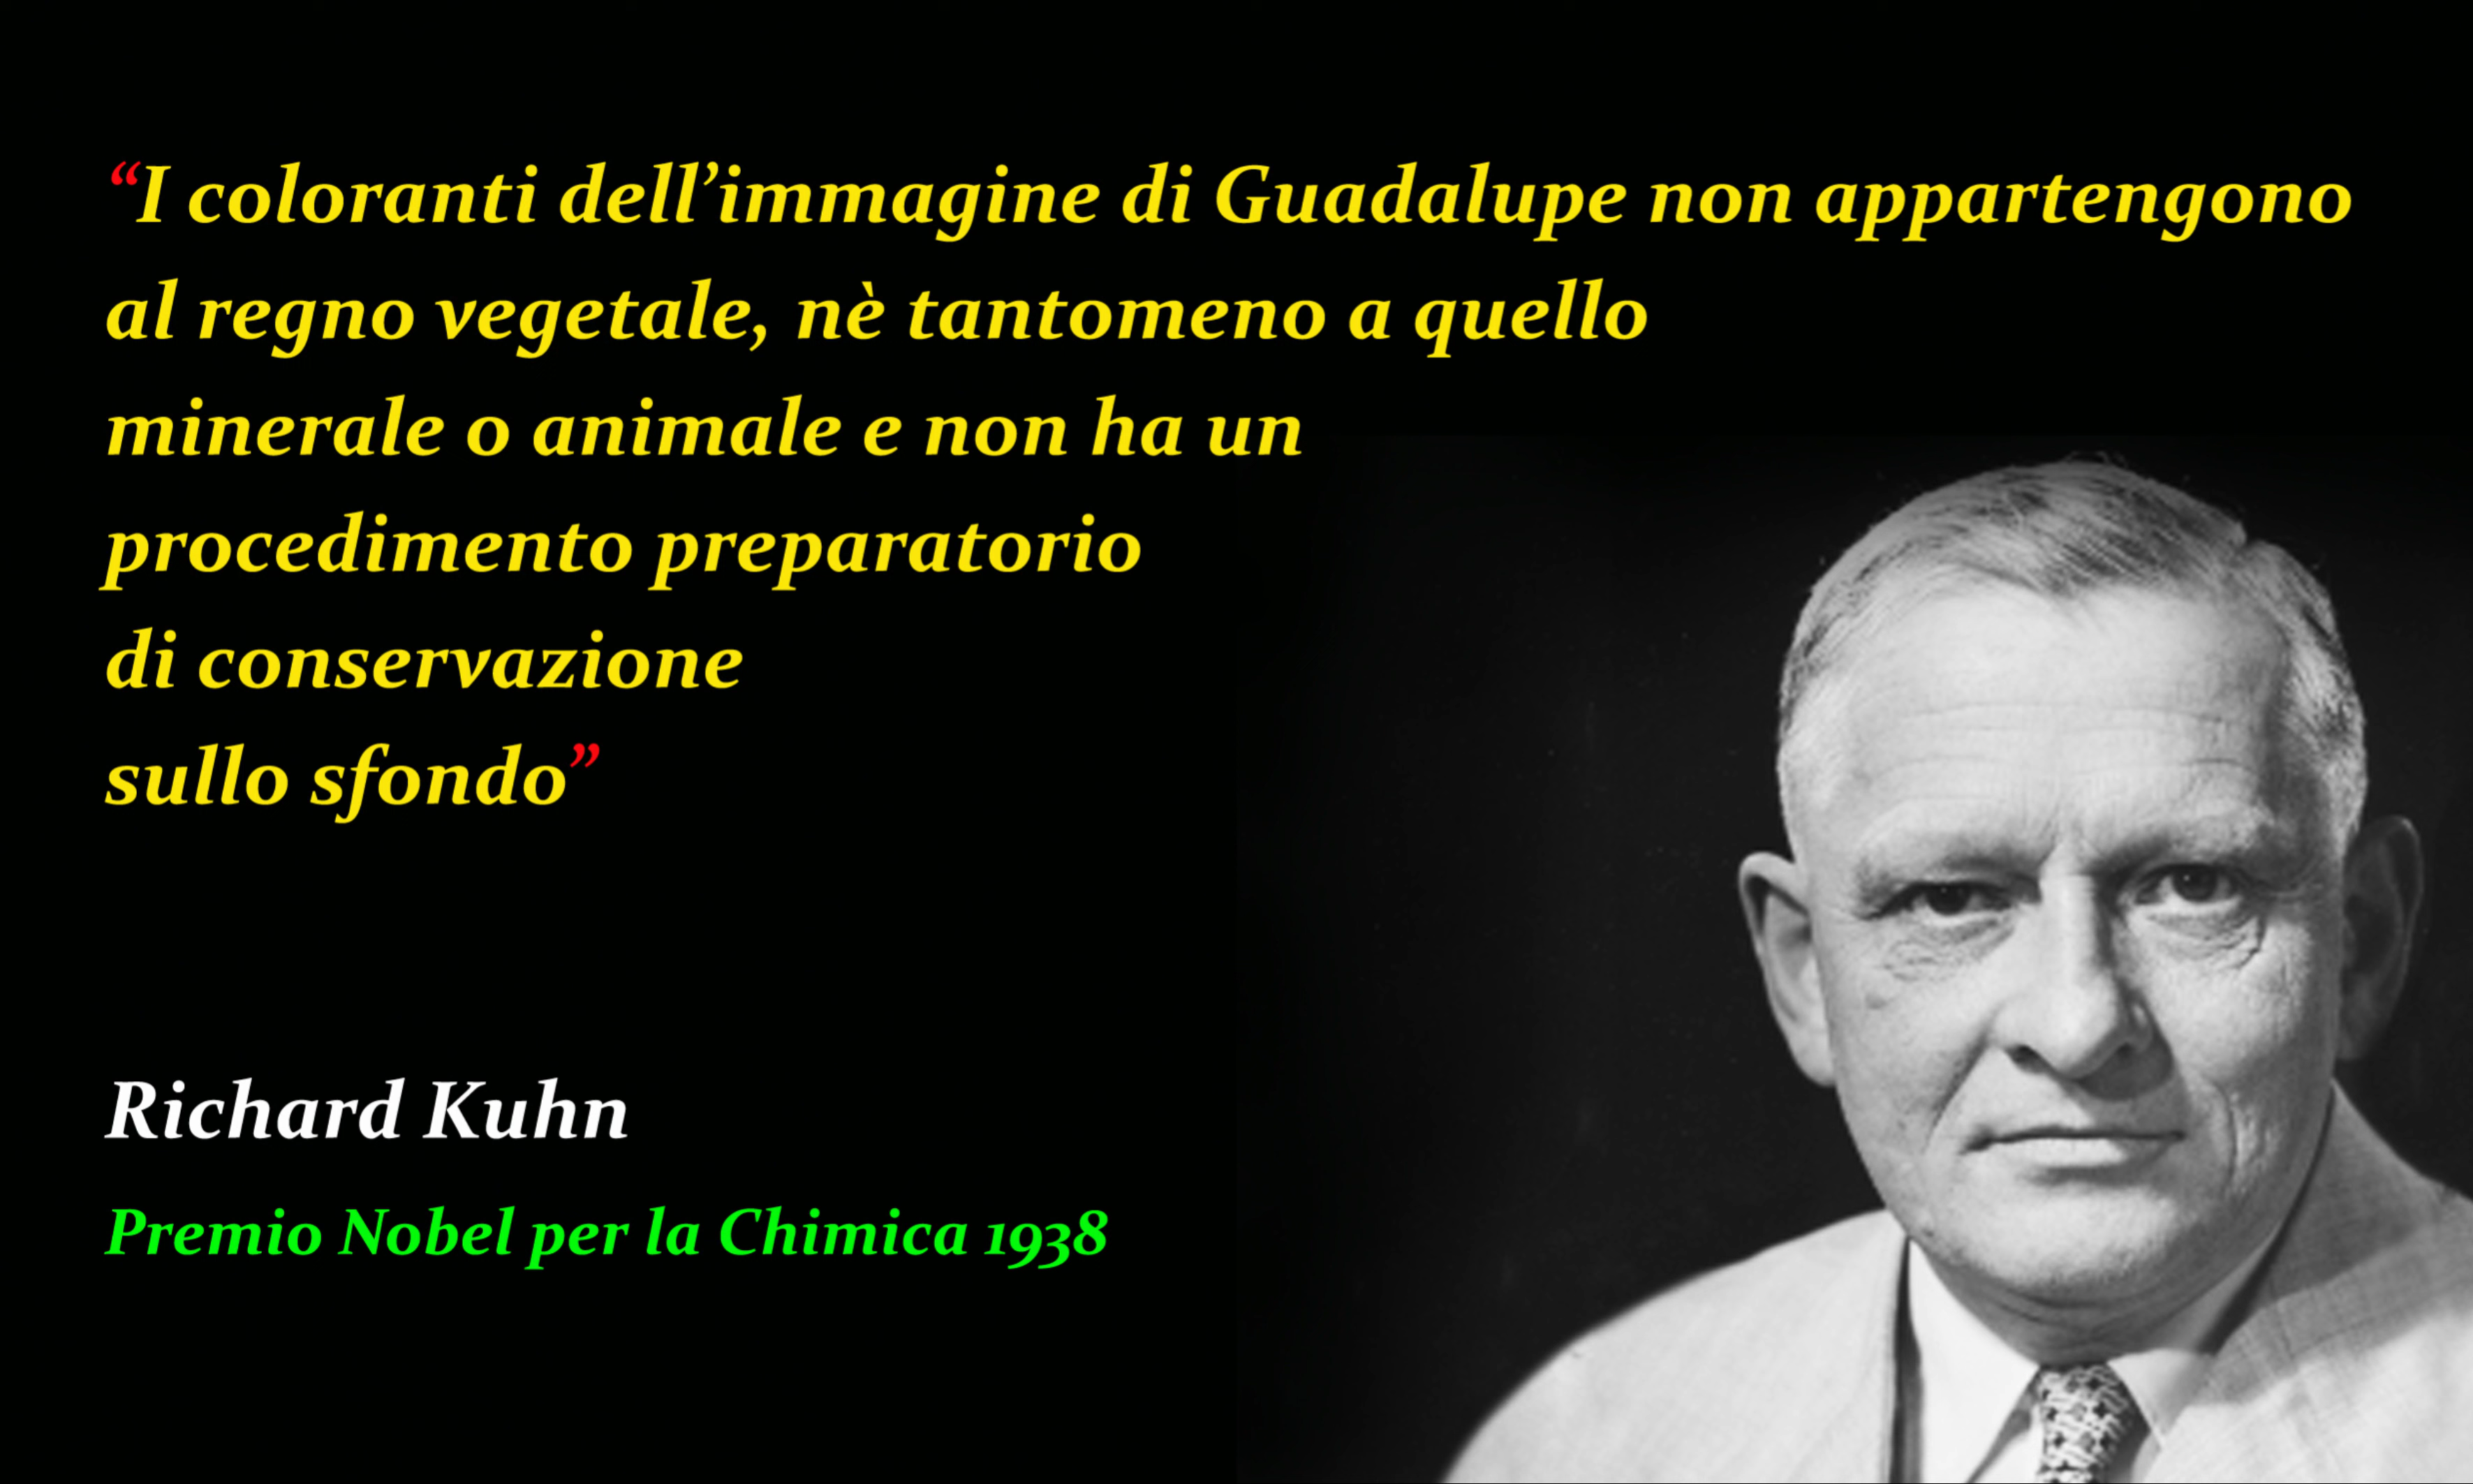 “I coloranti dell’immagine di Guadalupe non appartengono
al regno vegetale, nè tantomeno a quello
minerale o animale e non ha un
procedimento preparatorio
di conservazione
sullo sfondo”
Richard Kuhn
Premio Nobel per la Chimica 1938